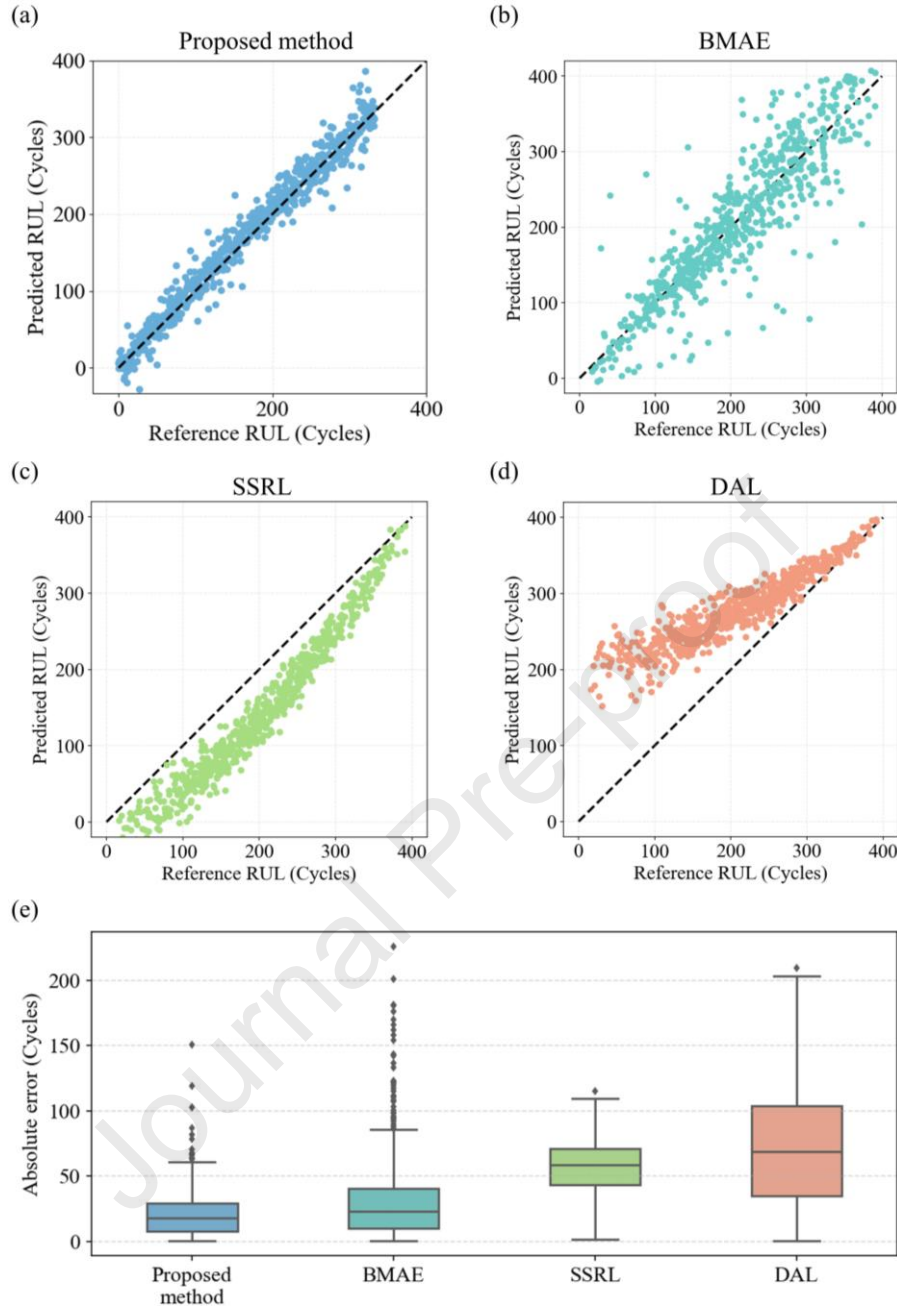 (a)
Proposed method
400
300
200
100
0
0 200 400
Predicted RUL (Cycles)
Reference RUL (Cycles)
(b)
BMAE
400
300
200
100
0
0 100 200 300 400
Predicted RUL (Cycles)
Reference RUL (Cycles)
(c)
SSRL
400
300
200
100
0
0 100 200 300 400
Predicted RUL (Cycles)
Reference RUL (Cycles)
(d)
DAL
400
300
200
100
0
0 100 200 300 400
Predicted RUL (Cycles)
Reference RUL (Cycles)
(e)
200
150
100
50
0
Absolute error (Cycles)
Proposed
method
BMAE
SSRL
DAL
Journal Pre-proof